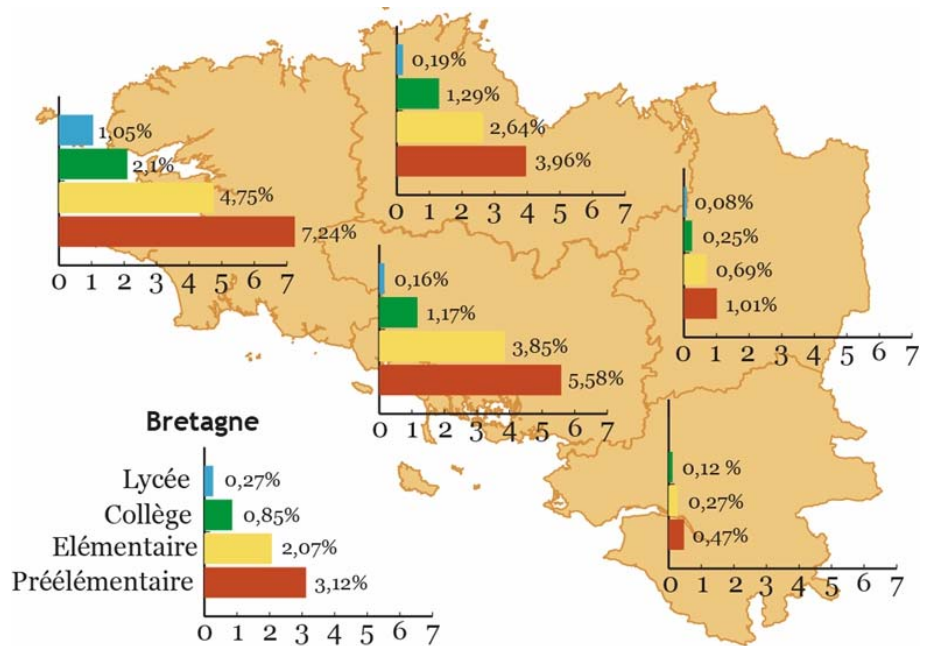 0,19%
1,29%
2,64%
3,96%
0 1 2 3 4 5 6 7
1,05%
2,1%
4,75%
7,24%
0 1 2 3 4 5 6 7
0,08%
0,25%
0,69%
1,01%
0 1 2 3 4 5 6 7
0,16%
1,17%
3,85%
5,58%
0 1 2 3 4 5 6 7
0,12 %
0,27%
0,47%
0 1 2 3 4 5 6 7
Bretagne
Lycée 0,27%
Collège 0,85%
Elémentaire 2,07%
Préélémentaire 3,12%
0 1 2 3 4 5 6 7